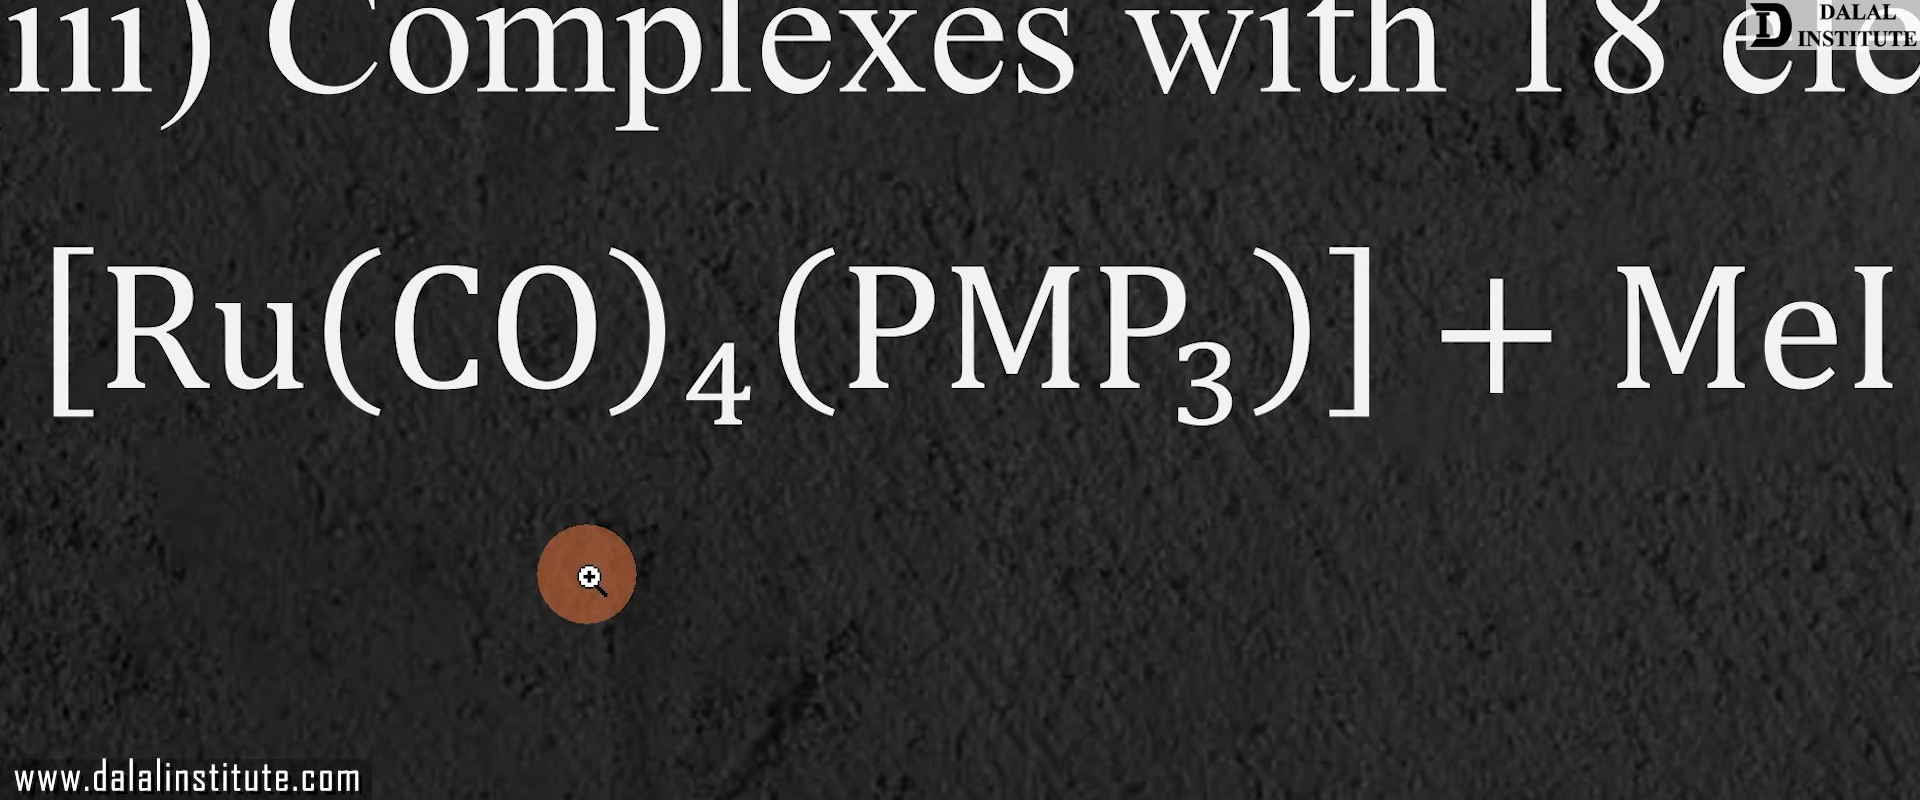 iii) Complexes with 18 ele
DALAL
INSTITUTE
[Ru(CO)₄(PMP₃)] + MeI
www.dalalinstitute.com